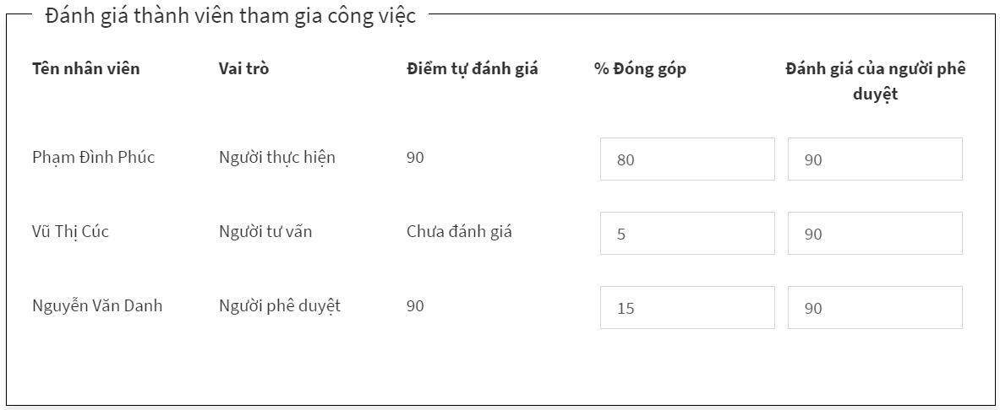 Đánh giá thành viên tham gia công việc
Tên nhân viên Vai trò Điểm tự đánh giá % Đóng góp Đánh giá của người phê
duyệt
Phạm Đình Phúc Người thực hiện 90 80 90
Vũ Thị Cúc Người tư vấn Chưa đánh giá 5 90
Nguyễn Văn Danh Người phê duyệt 90 15 90